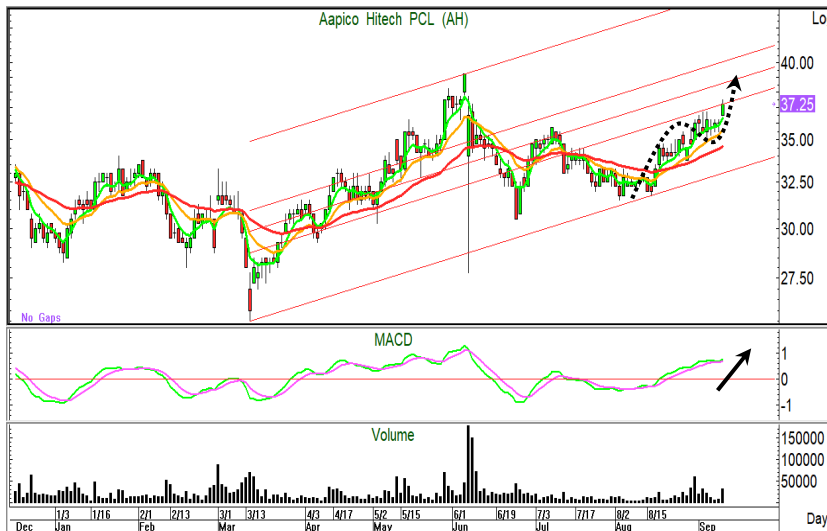 Aapico Hitech PCL (AH)
Lo
40.00
37.25
35.00
32.50
30.00
27.50
No Gaps
MACD
1
0
-1
Volume
150000
100000
50000
1/3 1/16 2/1 2/13 3/1 3/13 4/3 4/17 5/2 5/15 6/1 6/19 7/3 7/17 8/2 8/15
Dec Jan Feb Mar Apr May Jun Jul Aug Sep Day